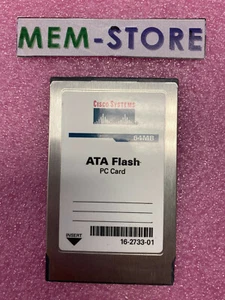 MEM-STORE
CISCO SYSTEMS
64MB
ATA Flash
PC Card
INSERT
16-2733-01